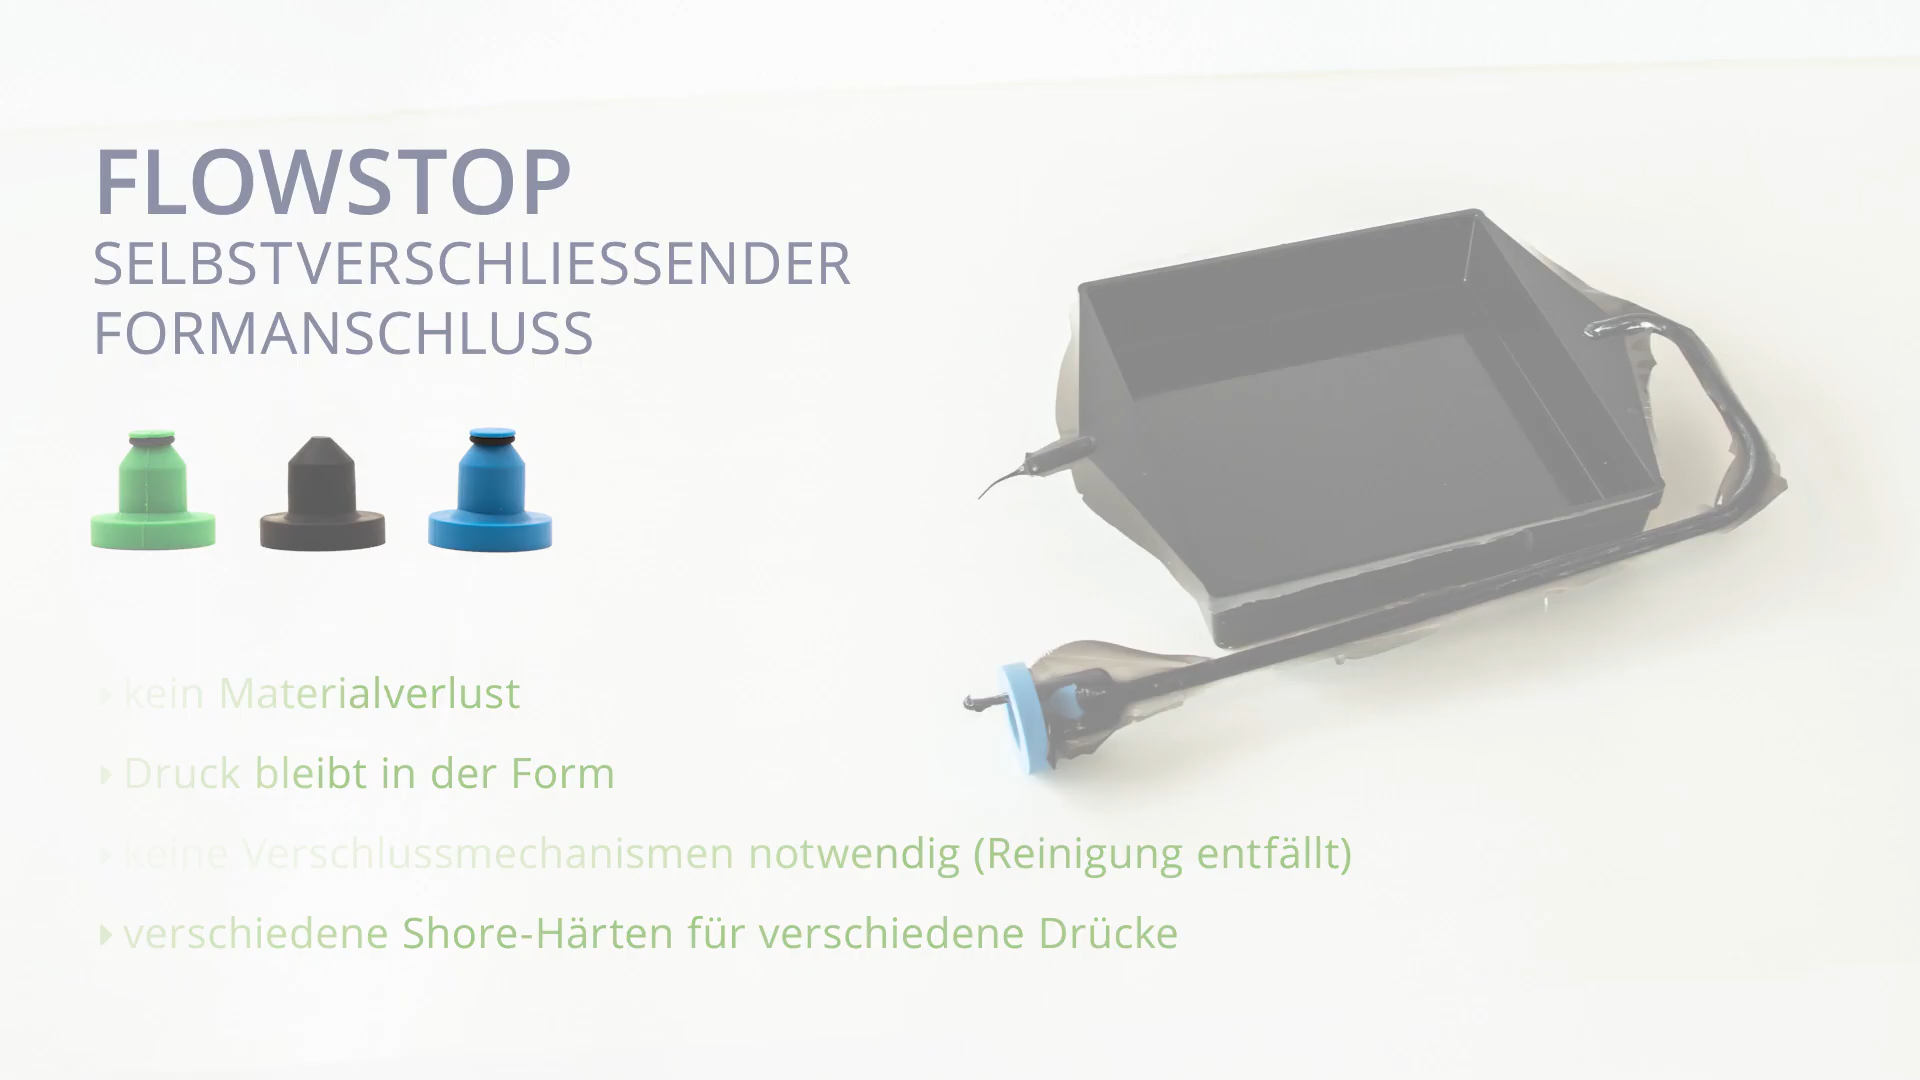 FLOWSTOP
SELBSTVERSCHLIESSENDER
FORMANSCHLUSS
kein Materialverlust
Druck bleibt in der Form
keine Verschlussmechanismen notwendig (Reinigung entfällt)
verschiedene Shore-Härten für verschiedene Drücke